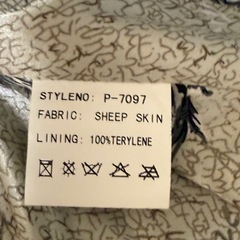 STYLENO: P-7097
FABRIC: SHEEP SKIN
LINING: 100%TERYLENE